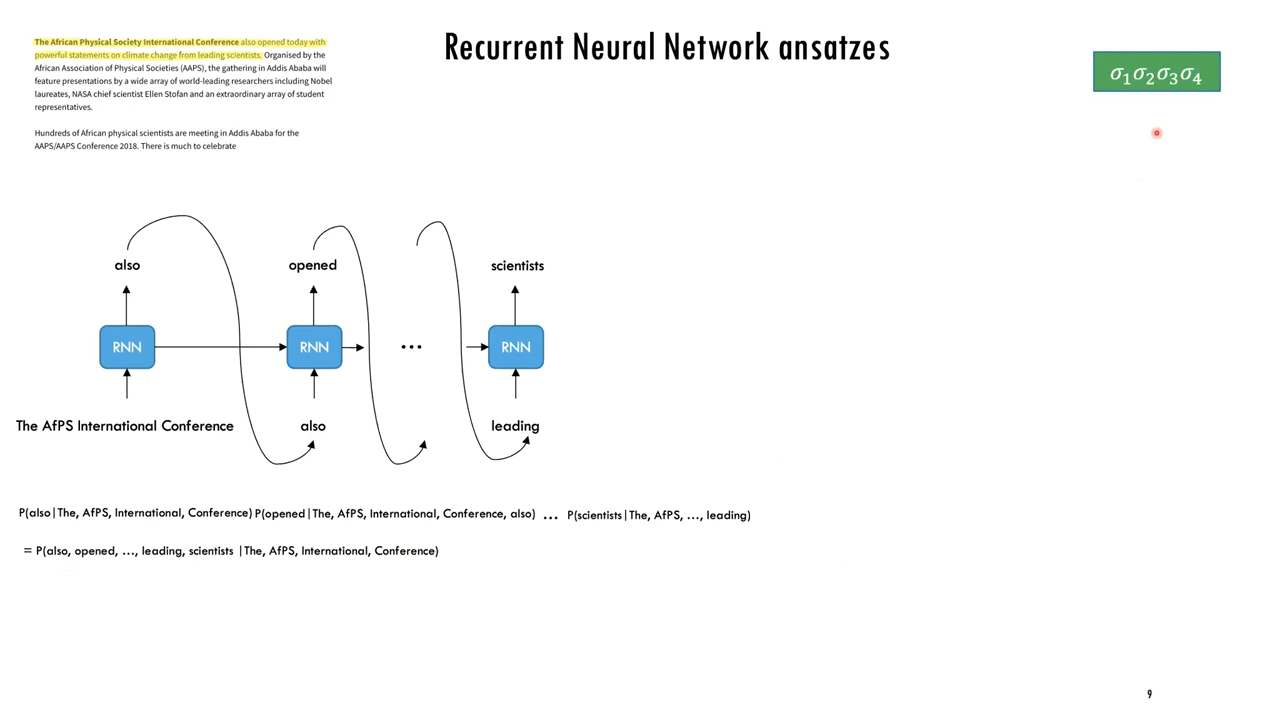 Recurrent Neural Network ansatzes
The African Physical Society International Conference also opened today with
powerful statements on climate change from leading scientists. Organised by the
African Association of Physical Societies (AAPS), the gathering in Addis Ababa will
feature presentations by a wide array of world-leading researchers including Nobel
laureates, NASA chief scientist Ellen Stofan and an extraordinary array of student
representatives.
Hundreds of African physical scientists are meeting in Addis Ababa for the
AAPS/AAPS Conference 2018. There is much to celebrate
σ₁σ₂σ₃σ₄
also opened scientists
RNN RNN ... RNN
The AfPS International Conference also leading
P(also|The, AfPS, International, Conference) P(opened|The, AfPS, International, Conference, also) ... P(scientists|The, AfPS, ..., leading)
= P(also, opened, ..., leading, scientists |The, AfPS, International, Conference)
9